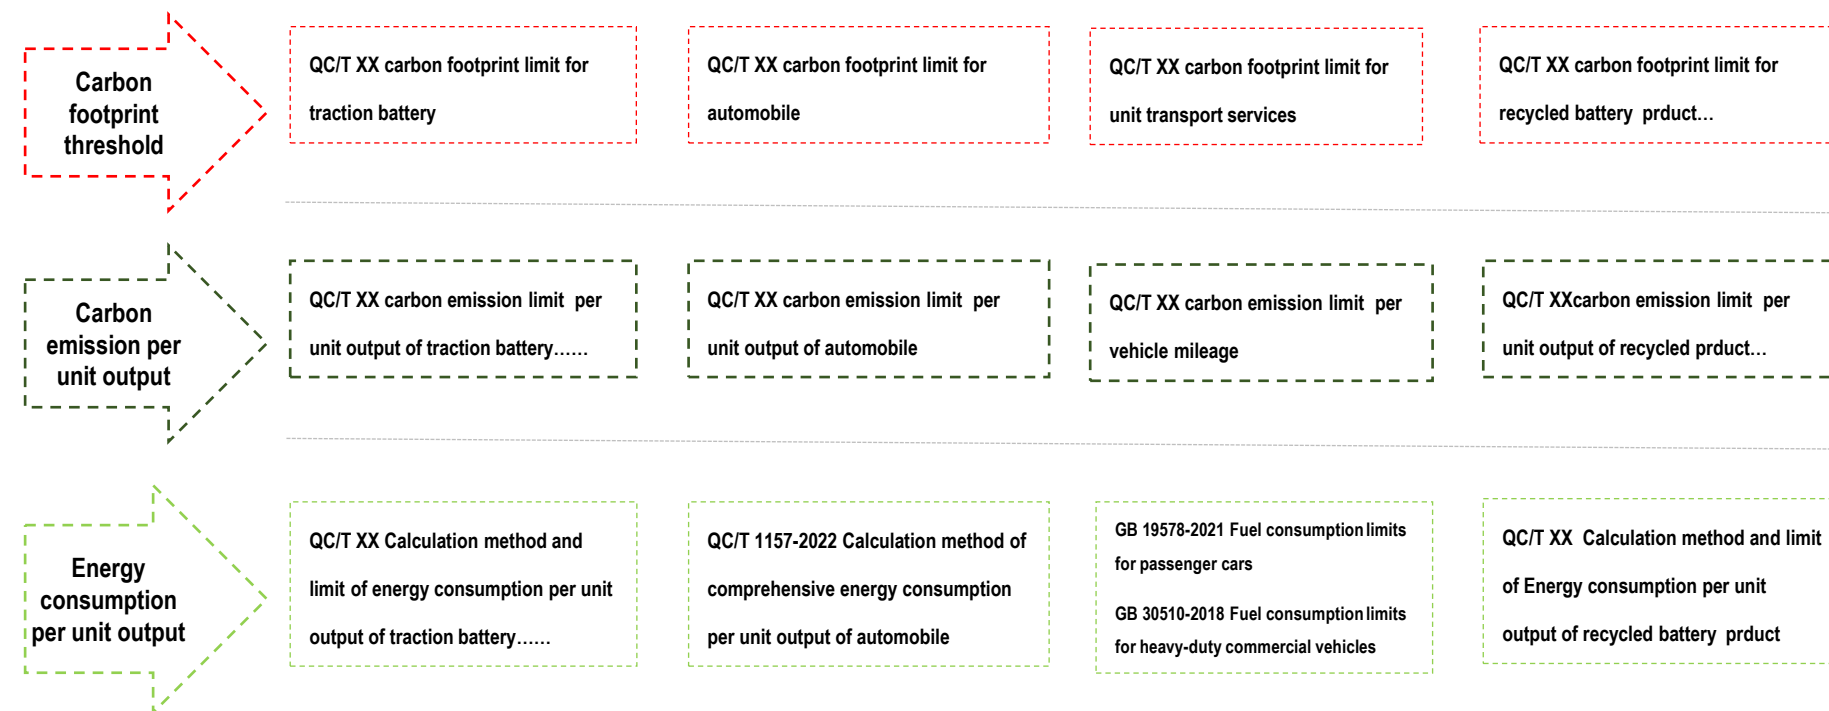 Carbon
footprint
threshold
QC/T XX carbon footprint limit for
traction battery
QC/T XX carbon footprint limit for
automobile
QC/T XX carbon footprint limit for
unit transport services
QC/T XX carbon footprint limit for
recycled battery prduct…
Carbon
emission per
unit output
QC/T XX carbon emission limit per
unit output of traction battery……
QC/T XX carbon emission limit per
unit output of automobile
QC/T XX carbon emission limit per
vehicle mileage
QC/T XXcarbon emission limit per
unit output of recycled prduct…
Energy
consumption
per unit output
QC/T XX Calculation method and
limit of energy consumption per unit
output of traction battery……
QC/T 1157-2022 Calculation method of
comprehensive energy consumption
per unit output of automobile
GB 19578-2021 Fuel consumption limits
for passenger cars
GB 30510-2018 Fuel consumption limits
for heavy-duty commercial vehicles
QC/T XX Calculation method and limit
of Energy consumption per unit
output of recycled battery prduct